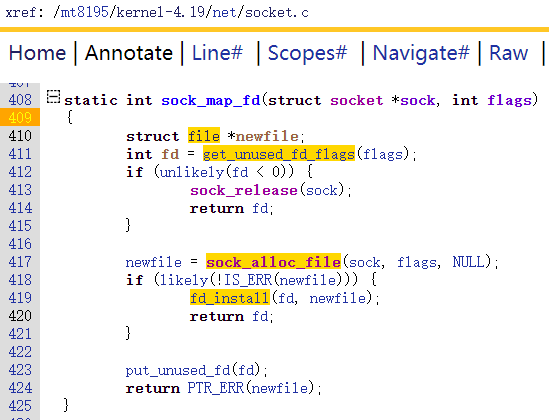 xref: /mt8195/kernel-4.19/net/socket.c
Home | Annotate | Line# | Scopes# | Navigate# | Raw |
408 static int sock_map_fd(struct socket *sock, int flags)
409 {
410 struct file *newfile;
411 int fd = get_unused_fd_flags(flags);
412 if (unlikely(fd < 0)) {
413 sock_release(sock);
414 return fd;
415 }
416
417 newfile = sock_alloc_file(sock, flags, NULL);
418 if (likely(!IS_ERR(newfile))) {
419 fd_install(fd, newfile);
420 return fd;
421 }
422
423 put_unused_fd(fd);
424 return PTR_ERR(newfile);
425 }